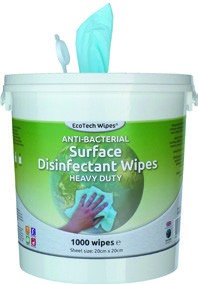 EcoTech Wipes®
ANTI-BACTERIAL
Surface
Disinfectant Wipes
HEAVY DUTY
1000 wipes ℮
Sheet size: 20cm x 20cm